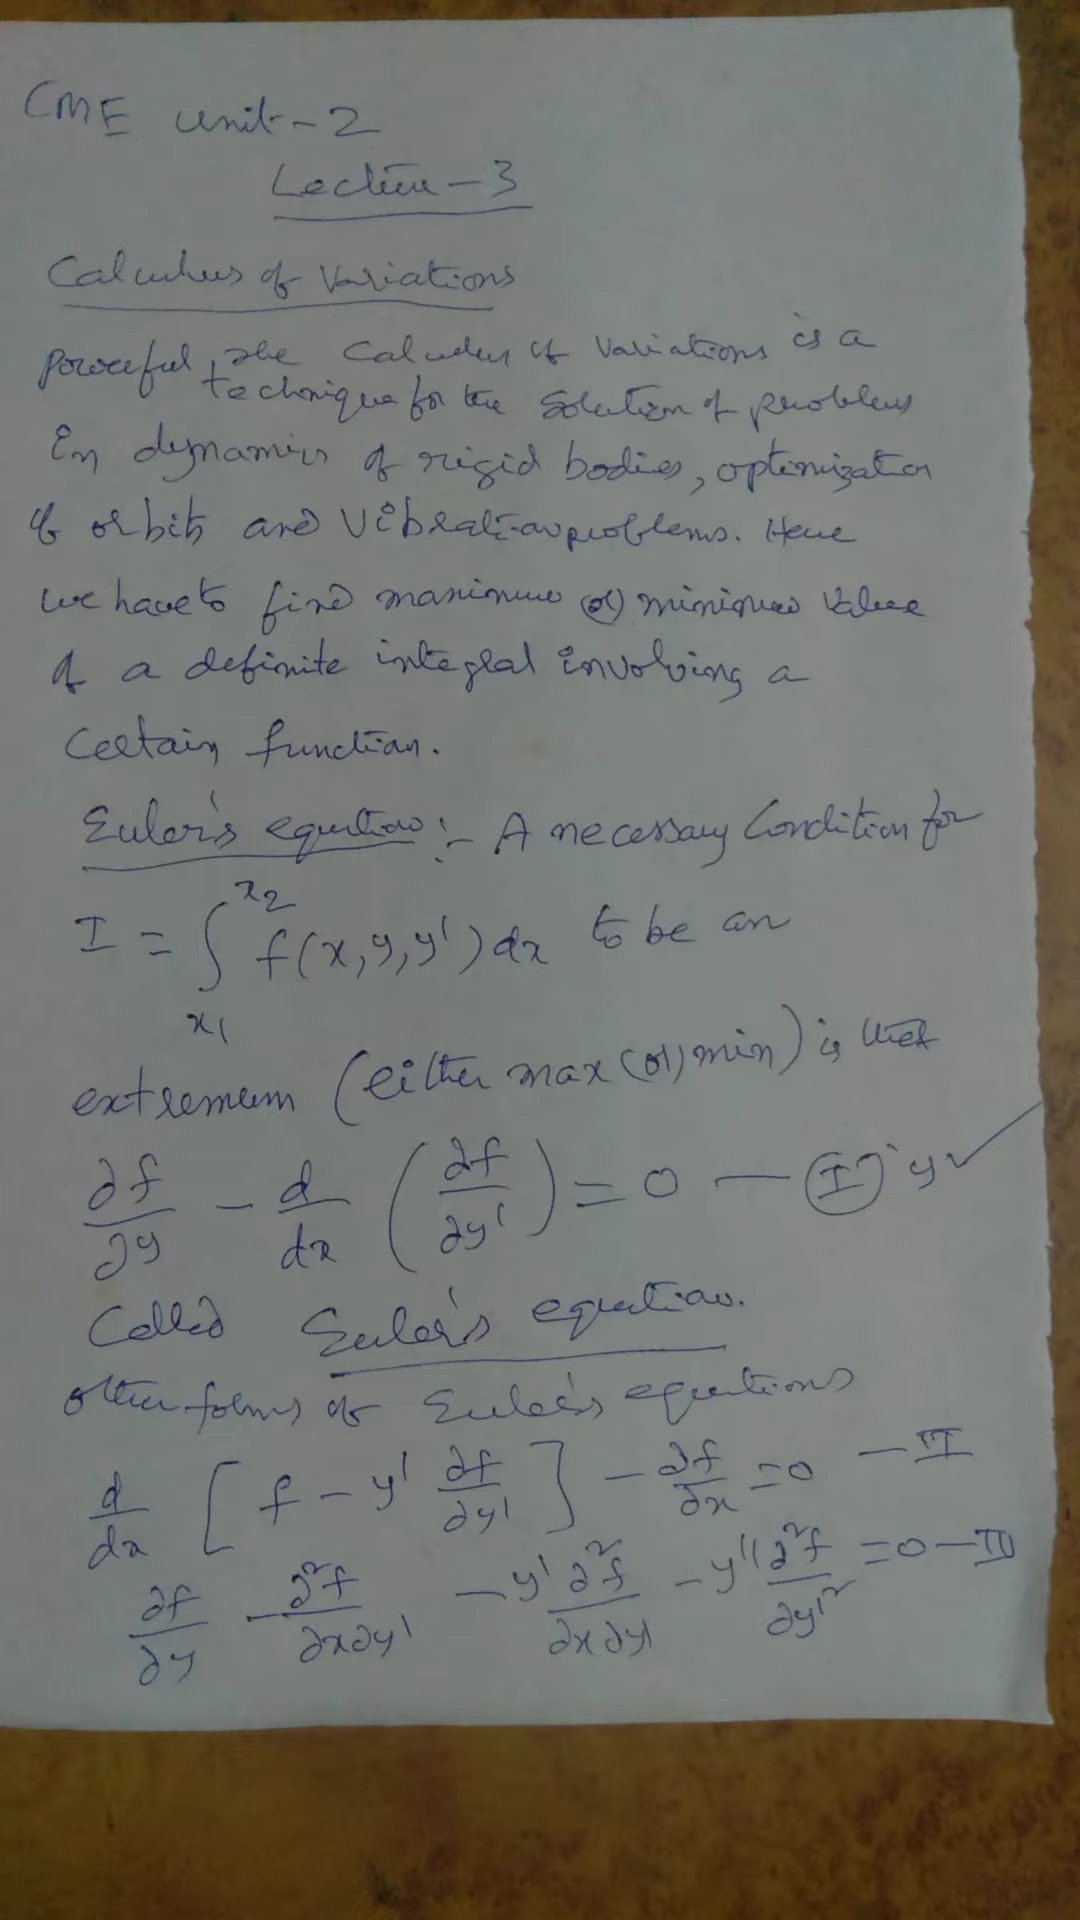 CME Unit-2
Lecture-3
Calculus of Variations
The Calculus of Variations is a
powerful technique for the solution of problems
in dynamics of rigid bodies, optimization
of orbits and Vibration problems. Here
we have to find maximum (or) minimum Value
of a definite integral involving a
certain function.
Euler's equation :- A necessary Condition for
I = ∫_{x1}^{x2} f(x, y, y') dx to be an
extremum (either max (or) min) is that
∂f/∂y - d/dx (∂f/∂y') = 0 — (I) y ✓
Called Euler's equation.
Other forms of Euler's equations
d/dx [f - y' ∂f/∂y'] - ∂f/∂x = 0 — II
∂f/∂y - ∂²f/∂x∂y' - y' ∂²f/∂x∂y' - y'' ∂²f/∂y'² = 0 — III